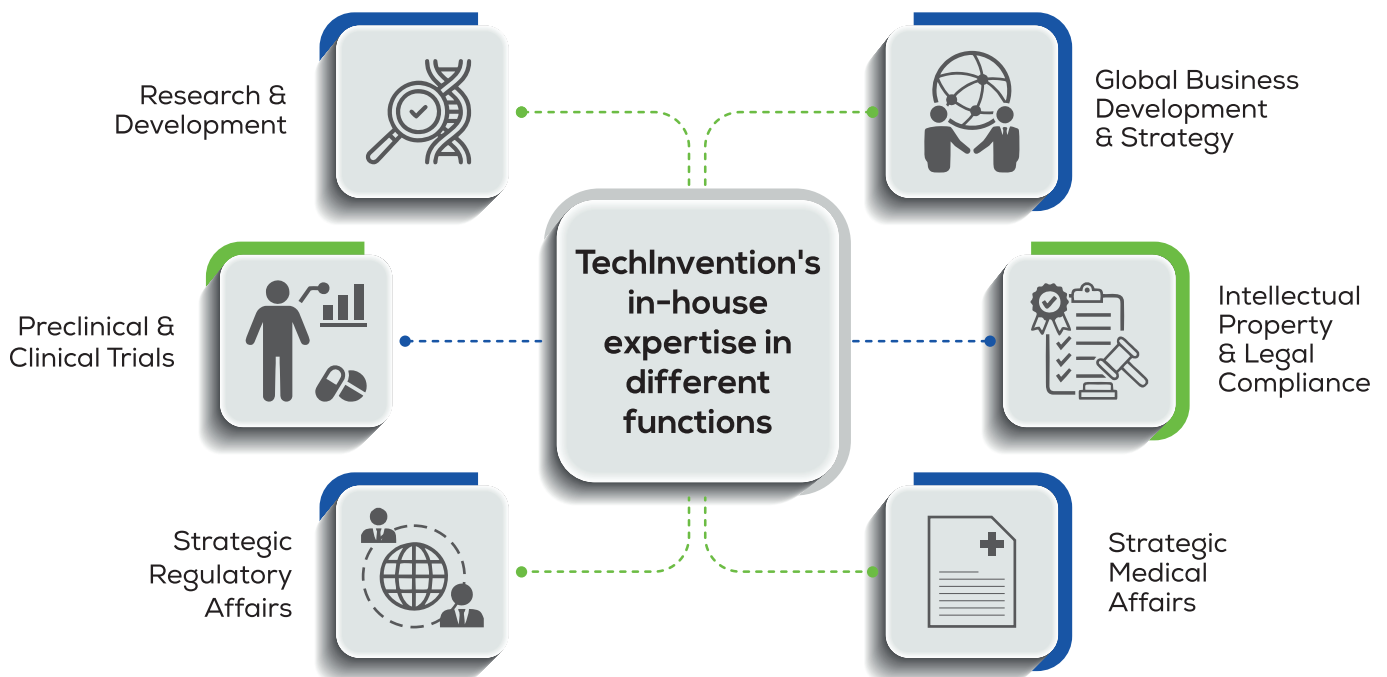 Research &
Development
Global Business
Development
& Strategy
TechInvention's
in-house
expertise in
different
functions
Preclinical &
Clinical Trials
Intellectual
Property
& Legal
Compliance
Strategic
Regulatory
Affairs
Strategic
Medical
Affairs